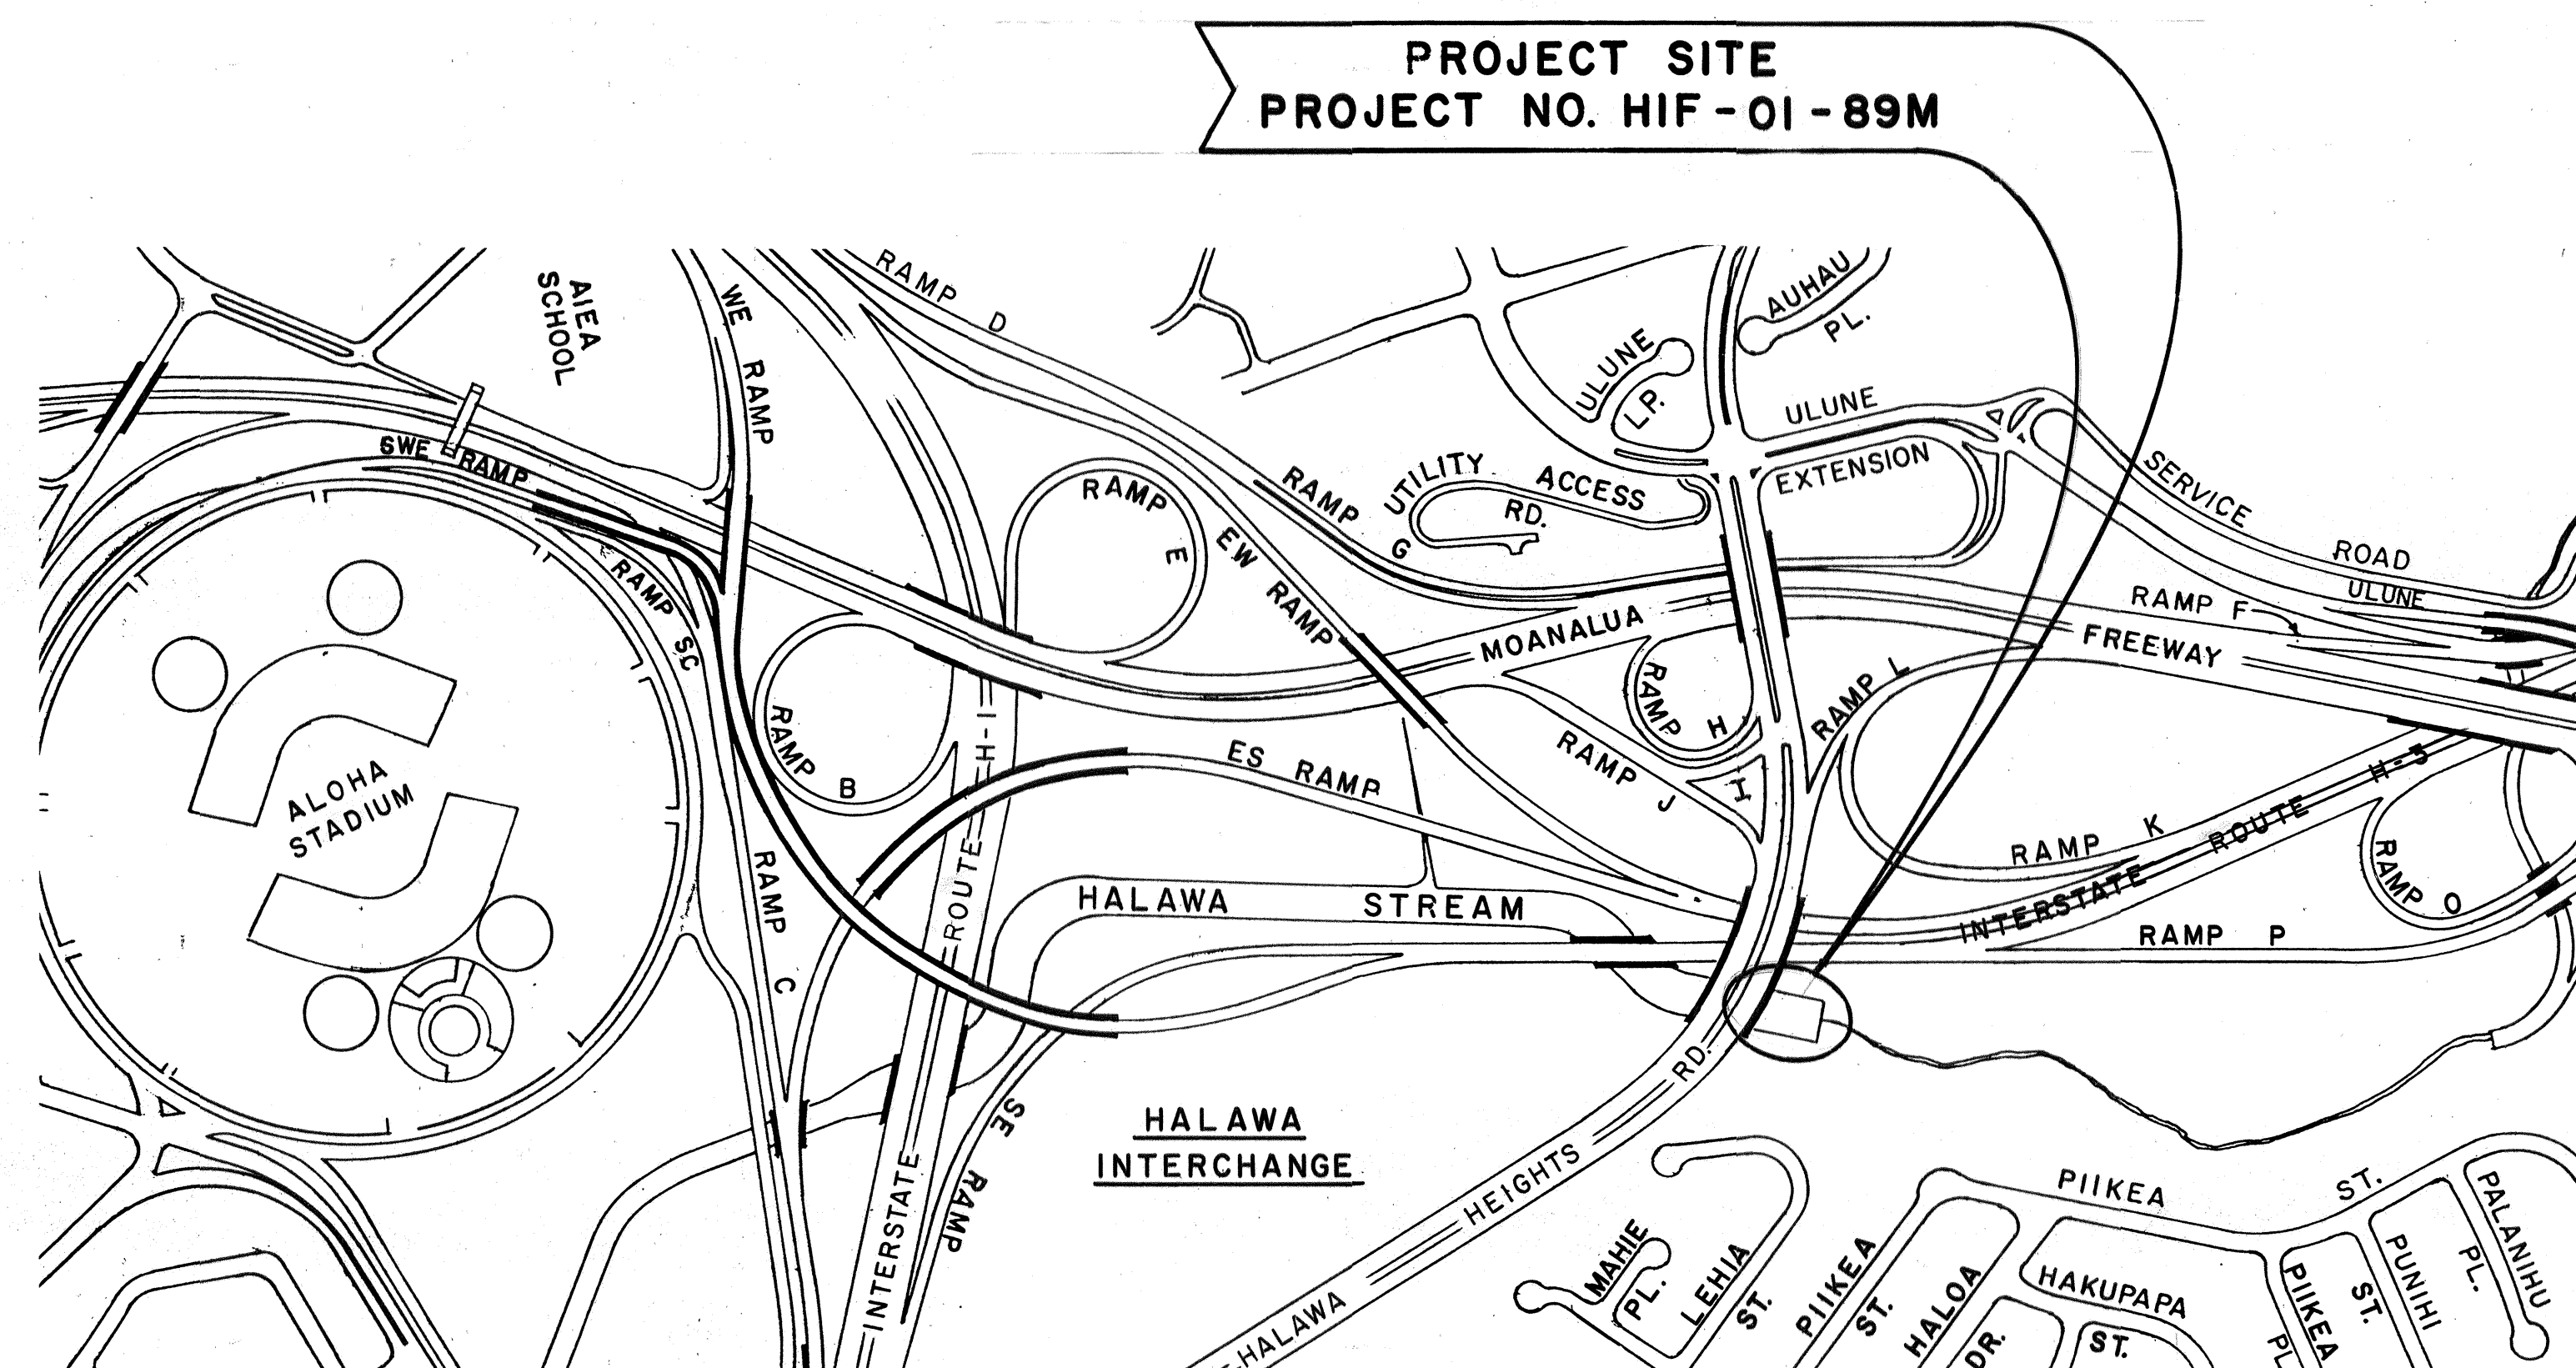 PROJECT SITE
PROJECT NO. HIF-01-89M
AIEA
SCHOOL
WE RAMP
RAMP D
AUHAU
PL.
ULUNE
LP.
ULUNE
EXTENSION
SERVICE
ROAD
ULUNE
SWE RAMP
RAMP SC
RAMP E
RAMP G
UTILITY ACCESS
RD.
EW RAMP
MOANALUA
FREEWAY
RAMP F
RAMP H
RAMP L
RAMP J
I
RAMP B
ES RAMP
ALOHA
STADIUM
RAMP C
INTERSTATE ROUTE H-1
HALAWA STREAM
RAMP K
INTERSTATE ROUTE H-3
RAMP O
RAMP P
SE RAMP
HALAWA
INTERCHANGE
HALAWA HEIGHTS RD.
MAHIE
PL.
LEHIA
ST.
PIIKEA
ST.
HALOA
DR.
PIIKEA ST.
HAKUPAPA
ST.
PIIKEA
PL.
ST.
PUNIHI
PL.
PALANIHU